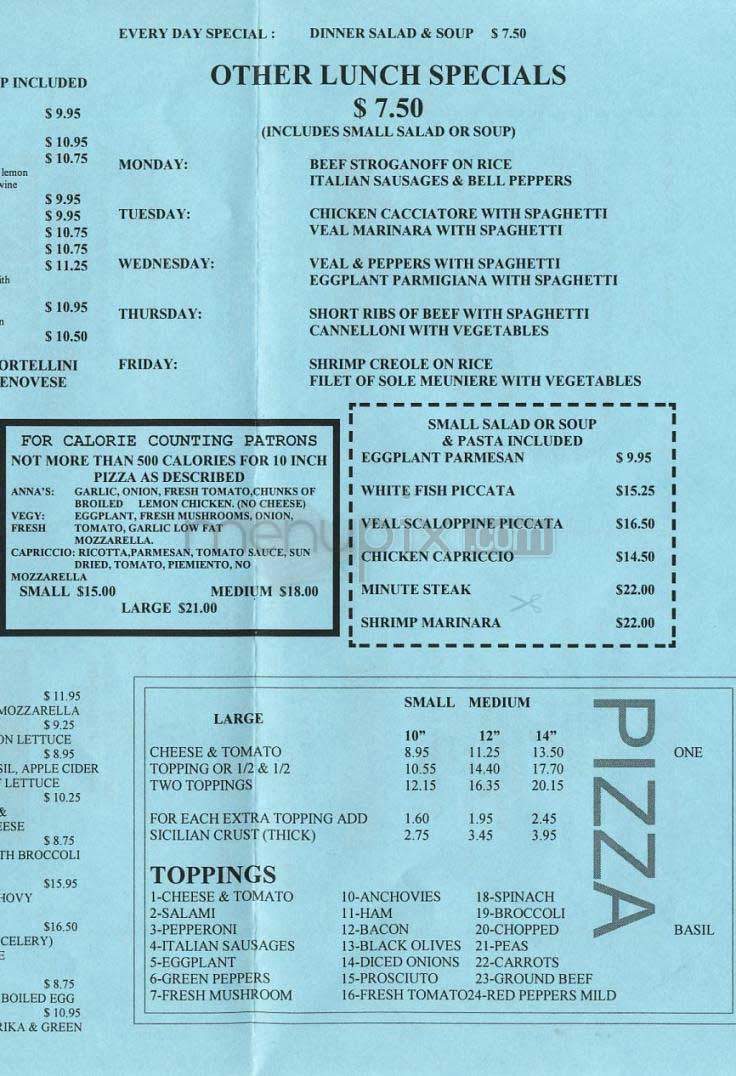 EVERY DAY SPECIAL : DINNER SALAD & SOUP $ 7.50
OTHER LUNCH SPECIALS
$ 7.50
(INCLUDES SMALL SALAD OR SOUP)
MONDAY: BEEF STROGANOFF ON RICE
ITALIAN SAUSAGES & BELL PEPPERS
TUESDAY: CHICKEN CACCIATORE WITH SPAGHETTI
VEAL MARINARA WITH SPAGHETTI
WEDNESDAY: VEAL & PEPPERS WITH SPAGHETTI
EGGPLANT PARMIGIANA WITH SPAGHETTI
THURSDAY: SHORT RIBS OF BEEF WITH SPAGHETTI
CANNELLONI WITH VEGETABLES
FRIDAY: SHRIMP CREOLE ON RICE
FILET OF SOLE MEUNIERE WITH VEGETABLES
P INCLUDED
$ 9.95
$ 10.95
$ 10.75
lemon
wine
$ 9.95
$ 9.95
$ 10.75
$ 10.75
$ 11.25
ith
$ 10.95
n
$ 10.50
ORTELLINI
ENOVESE
FOR CALORIE COUNTING PATRONS
NOT MORE THAN 500 CALORIES FOR 10 INCH
PIZZA AS DESCRIBED
ANNA'S: GARLIC, ONION, FRESH TOMATO,CHUNKS OF
BROILED LEMON CHICKEN. (NO CHEESE)
VEGY: EGGPLANT, FRESH MUSHROOMS, ONION,
FRESH TOMATO, GARLIC LOW FAT
MOZZARELLA.
CAPRICCIO: RICOTTA,PARMESAN, TOMATO SAUCE, SUN
DRIED, TOMATO, PIEMIENTO, NO
MOZZARELLA
SMALL $15.00 MEDIUM $18.00
LARGE $21.00
SMALL SALAD OR SOUP
& PASTA INCLUDED
EGGPLANT PARMESAN $ 9.95
WHITE FISH PICCATA $15.25
VEAL SCALOPPINE PICCATA $16.50
CHICKEN CAPRICCIO $14.50
MINUTE STEAK $22.00
SHRIMP MARINARA $22.00
menupix.com
$ 11.95
MOZZARELLA
$ 9.25
ON LETTUCE
$ 8.95
SIL, APPLE CIDER
F LETTUCE
$ 10.25
&
EESE
$ 8.75
TH BROCCOLI
$15.95
HOVY
$16.50
CELERY)
E
$ 8.75
BOILED EGG
$ 10.95
RIKA & GREEN
SMALL MEDIUM
LARGE
10" 12" 14"
CHEESE & TOMATO 8.95 11.25 13.50 ONE
TOPPING OR 1/2 & 1/2 10.55 14.40 17.70
TWO TOPPINGS 12.15 16.35 20.15
FOR EACH EXTRA TOPPING ADD 1.60 1.95 2.45
SICILIAN CRUST (THICK) 2.75 3.45 3.95
PIZZA
TOPPINGS
1-CHEESE & TOMATO 10-ANCHOVIES 18-SPINACH
2-SALAMI 11-HAM 19-BROCCOLI
3-PEPPERONI 12-BACON 20-CHOPPED BASIL
4-ITALIAN SAUSAGES 13-BLACK OLIVES 21-PEAS
5-EGGPLANT 14-DICED ONIONS 22-CARROTS
6-GREEN PEPPERS 15-PROSCIUTO 23-GROUND BEEF
7-FRESH MUSHROOM 16-FRESH TOMATO24-RED PEPPERS MILD